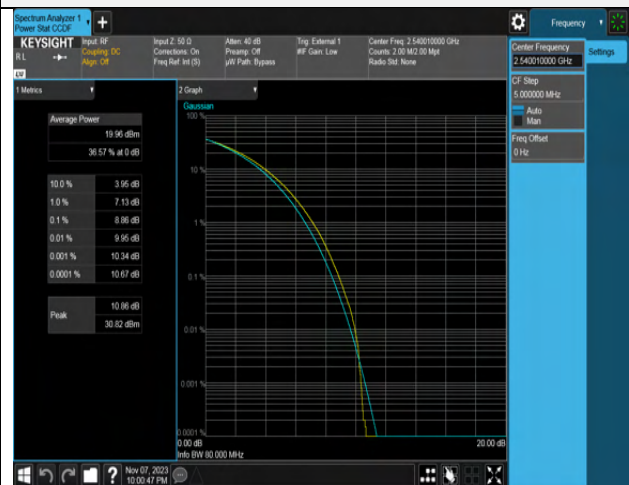 Spectrum Analyzer 1
Power Stat CCDF
+
Frequency
KEYSIGHT
RL
LW
Input: RF
Coupling: DC
Align: Off
Input Z: 50 Ω
Corrections: On
Freq Ref: Int (S)
Atten: 40 dB
Preamp: Off
µW Path: Bypass
Trig: External 1
#IF Gain: Low
Center Freq: 2.540010000 GHz
Counts: 2.00 M/2.00 Mpt
Radio Std: None
Center Frequency
2.540010000 GHz
Settings
CF Step
5.000000 MHz
Auto
Man
Freq Offset
0 Hz
1 Metrics
Average Power
19.96 dBm
36.57 % at 0 dB
10.0 % 3.95 dB
1.0 % 7.13 dB
0.1 % 8.86 dB
0.01 % 9.95 dB
0.001 % 10.34 dB
0.0001 % 10.67 dB
Peak
10.86 dB
30.82 dBm
2 Graph
Gaussian
100 %
10 %
1 %
0.1 %
0.01 %
0.001 %
0.0001 %
0.00 dB
20.00 dB
Info BW 80.000 MHz
?
Nov 07, 2023
10:00:47 PM